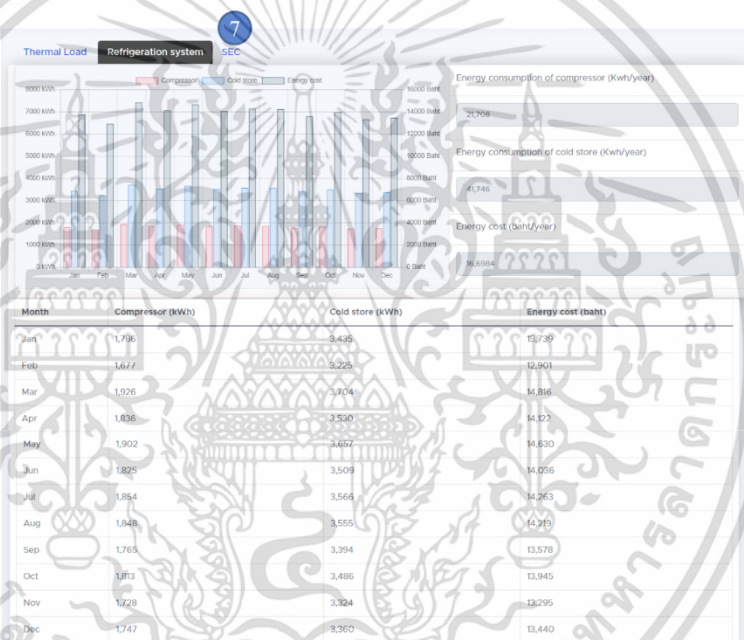 7
Thermal Load Refrigeration system SEC
Compressor Cold store Energy cost
8000 kWh
7000 kWh
6000 kWh
5000 kWh
4000 kWh
3000 kWh
2000 kWh
1000 kWh
0 kWh
16000 Baht
14000 Baht
12000 Baht
10000 Baht
8000 Baht
6000 Baht
4000 Baht
2000 Baht
0 Baht
Jan Feb Mar Apr May Jun Jul Aug Sep Oct Nov Dec
Energy consumption of compressor (Kwh/year)
21,708
Energy consumption of cold store (Kwh/year)
41,746
Energy cost (baht/year)
16,6984
Month Compressor (kWh) Cold store (kWh) Energy cost (baht)
Jan 1,786 3,435 13,739
Feb 1,677 3,225 12,901
Mar 1,926 3,704 14,816
Apr 1,836 3,530 14,122
May 1,902 3,657 14,630
Jun 1,825 3,509 14,036
Jul 1,854 3,566 14,263
Aug 1,848 3,555 14,219
Sep 1,765 3,394 13,578
Oct 1,813 3,486 13,945
Nov 1,728 3,324 13,295
Dec 1,747 3,360 13,440